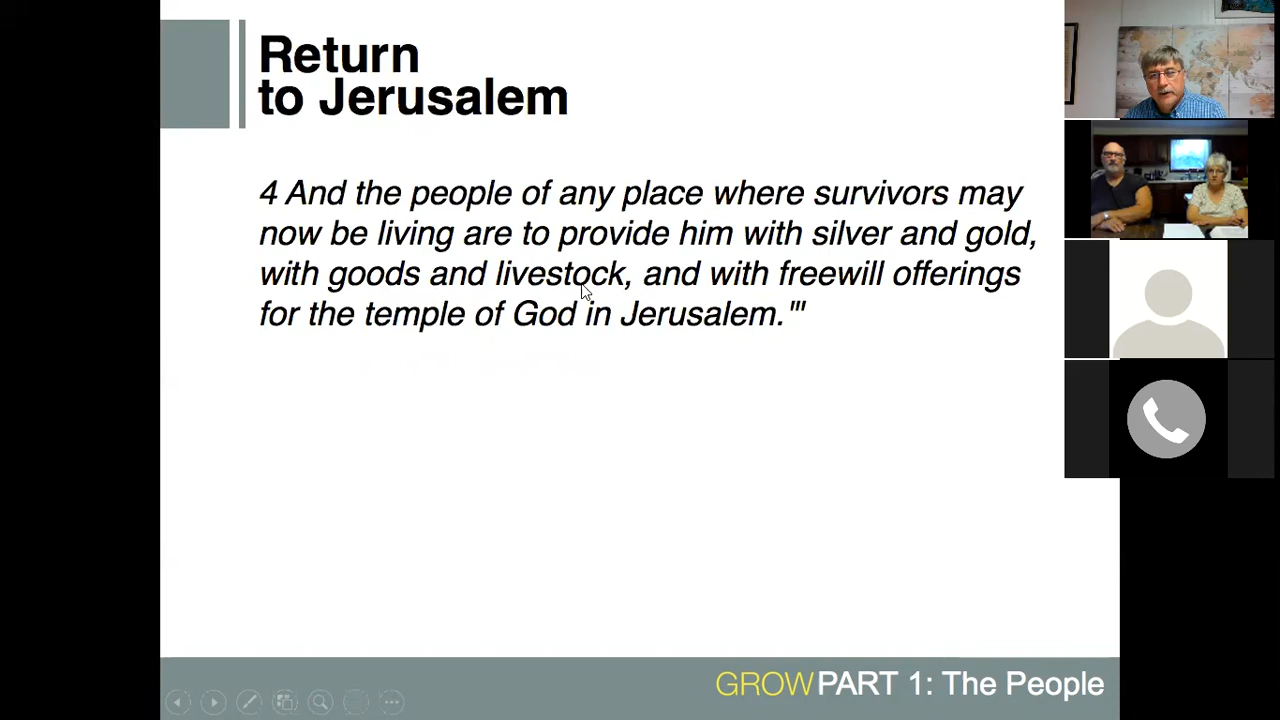 Return
to Jerusalem
4 And the people of any place where survivors may
now be living are to provide him with silver and gold,
with goods and livestock, and with freewill offerings
for the temple of God in Jerusalem.'"
GROWPART 1: The People